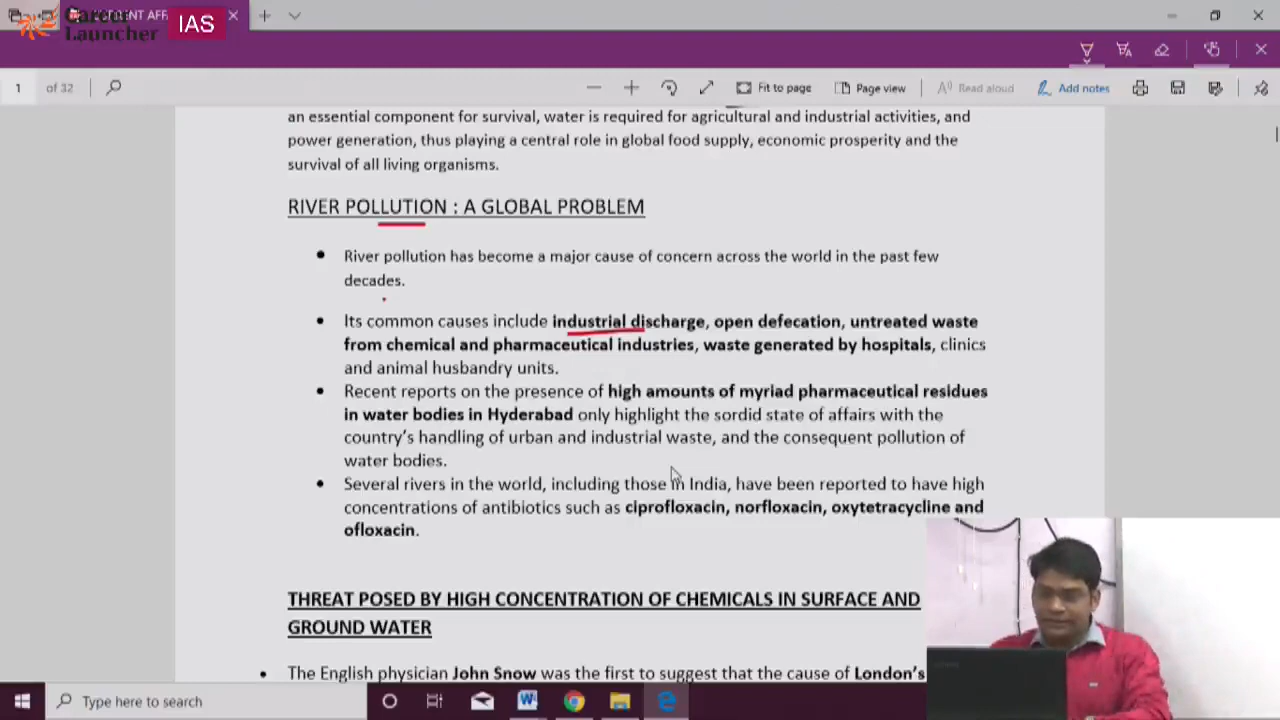 Career
Launcher
IAS
RRENT AFF
1 of 32
Fit to page
Page view
Read aloud
Add notes
an essential component for survival, water is required for agricultural and industrial activities, and
power generation, thus playing a central role in global food supply, economic prosperity and the
survival of all living organisms.
RIVER POLLUTION : A GLOBAL PROBLEM
• River pollution has become a major cause of concern across the world in the past few
decades.
• Its common causes include industrial discharge, open defecation, untreated waste
from chemical and pharmaceutical industries, waste generated by hospitals, clinics
and animal husbandry units.
• Recent reports on the presence of high amounts of myriad pharmaceutical residues
in water bodies in Hyderabad only highlight the sordid state of affairs with the
country's handling of urban and industrial waste, and the consequent pollution of
water bodies.
• Several rivers in the world, including those in India, have been reported to have high
concentrations of antibiotics such as ciprofloxacin, norfloxacin, oxytetracycline and
ofloxacin.
THREAT POSED BY HIGH CONCENTRATION OF CHEMICALS IN SURFACE AND
GROUND WATER
• The English physician John Snow was the first to suggest that the cause of London's
Type here to search